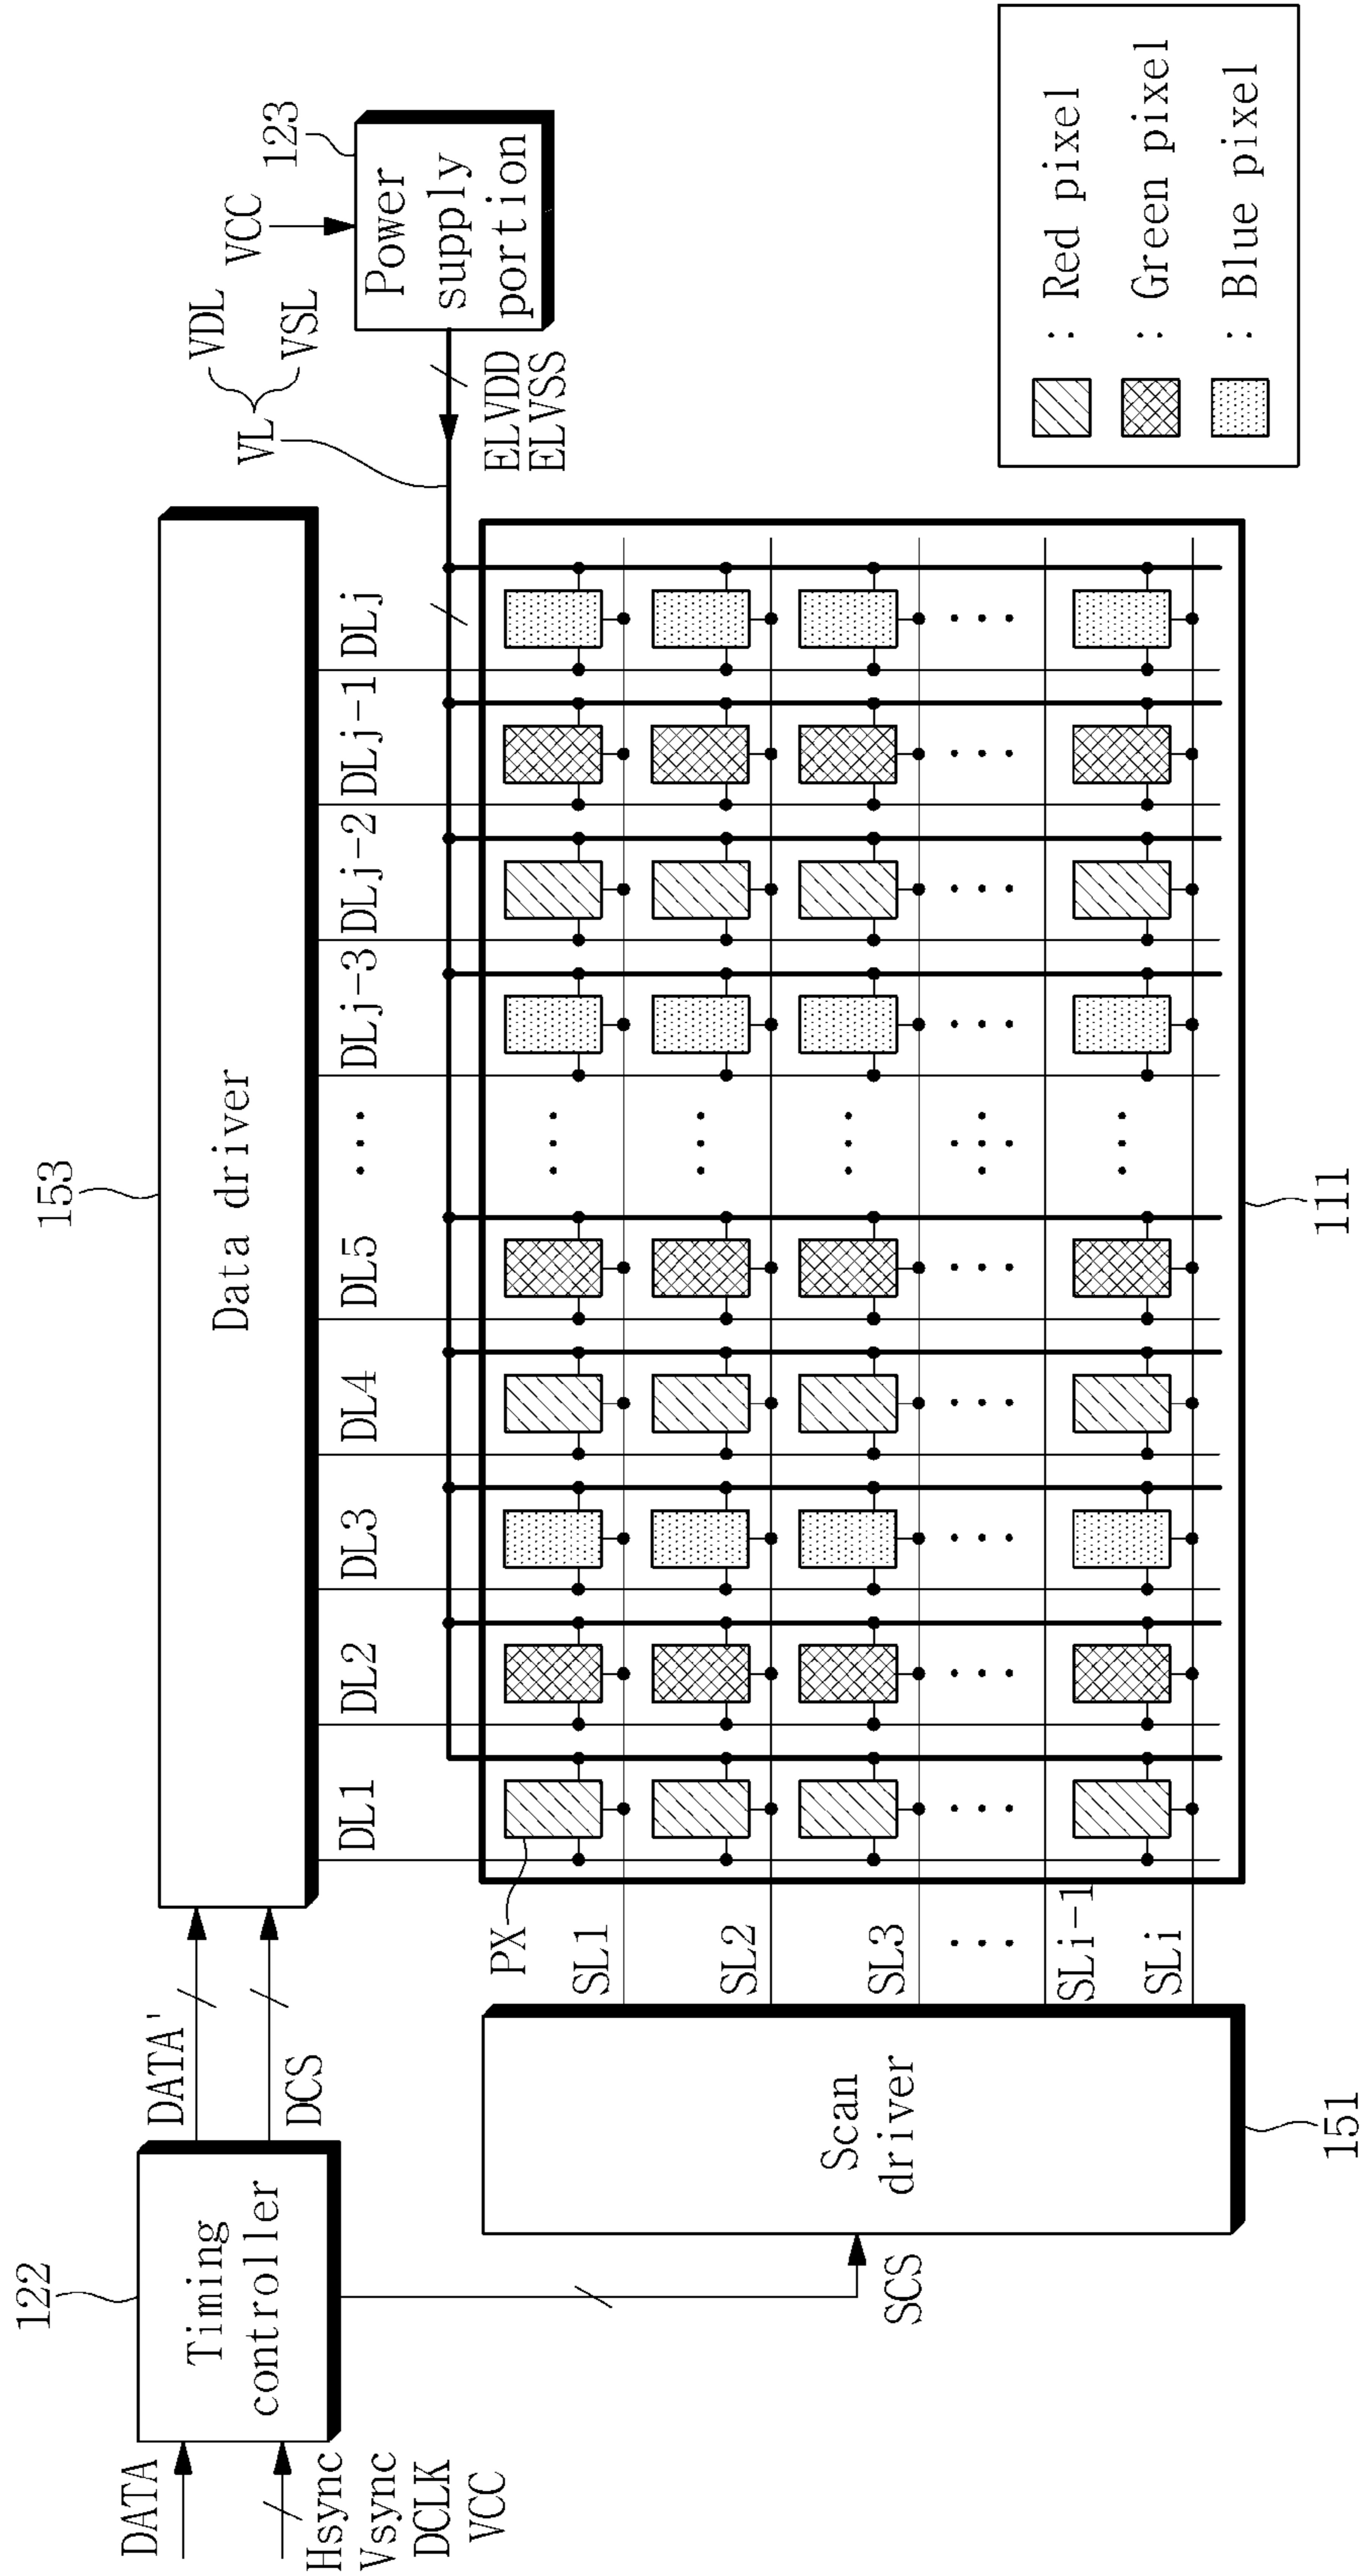 122
Timing
controller
DATA
Hsync
Vsync
DCLK
VCC
DATA'
DCS
SCS
153
Data driver
VL
VDL
VSL
VCC
123
Power
supply
portion
ELVDD
ELVSS
DL1 DL2 DL3 DL4 DL5 ... DLj-3 DLj-2 DLj-1 DLj
PX
SL1
SL2
SL3
...
SLi-1
SLi
Scan
driver
151
111
: Red pixel
: Green pixel
: Blue pixel